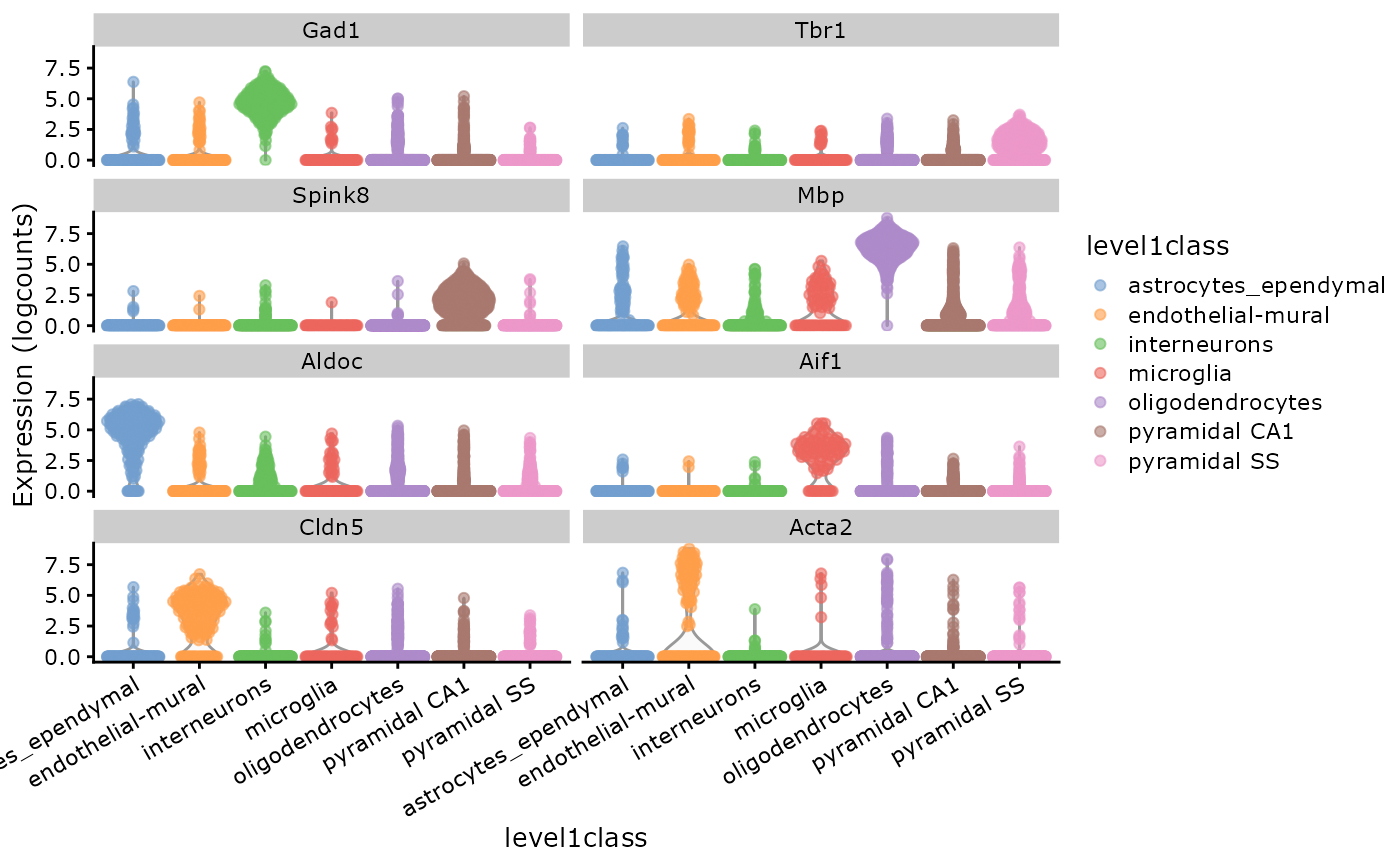 Gad1
Tbr1
7.5
5.0
2.5
0.0
Spink8
Mbp
7.5
5.0
2.5
0.0
Expression (logcounts)
Aldoc
Aif1
7.5
5.0
2.5
0.0
Cldn5
Acta2
7.5
5.0
2.5
0.0
es_ependymal
endothelial-mural
interneurons
microglia
oligodendrocytes
pyramidal CA1
pyramidal SS
astrocytes_ependymal
endothelial-mural
interneurons
microglia
oligodendrocytes
pyramidal CA1
pyramidal SS
level1class
level1class
astrocytes_ependymal
endothelial-mural
interneurons
microglia
oligodendrocytes
pyramidal CA1
pyramidal SS